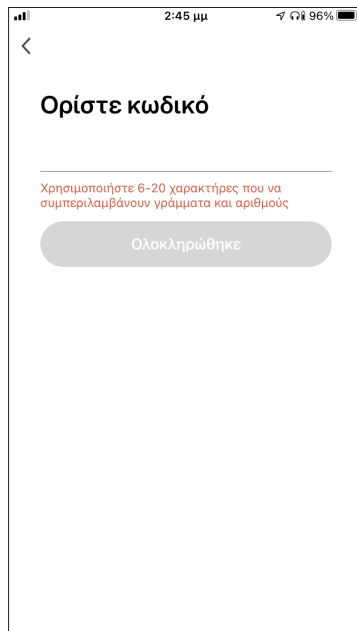 2:45 μμ 96%
Ορίστε κωδικό
Χρησιμοποιήστε 6-20 χαρακτήρες που να
συμπεριλαμβάνουν γράμματα και αριθμούς
Ολοκληρώθηκε